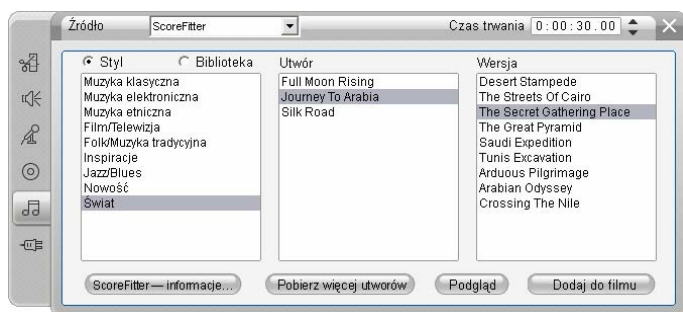 Źródło ScoreFitter Czas trwania 0:00:30.00
Styl Biblioteka Utwór Wersja
Muzyka klasyczna
Muzyka elektroniczna
Muzyka etniczna
Film/Telewizja
Folk/Muzyka tradycyjna
Inspiracje
Jazz/Blues
Nowość
Świat
Full Moon Rising
Journey To Arabia
Silk Road
Desert Stampede
The Streets Of Cairo
The Secret Gathering Place
The Great Pyramid
Saudi Expedition
Tunis Excavation
Arduous Pilgrimage
Arabian Odyssey
Crossing The Nile
ScoreFitter — informacje... Pobierz więcej utworów Podgląd Dodaj do filmu